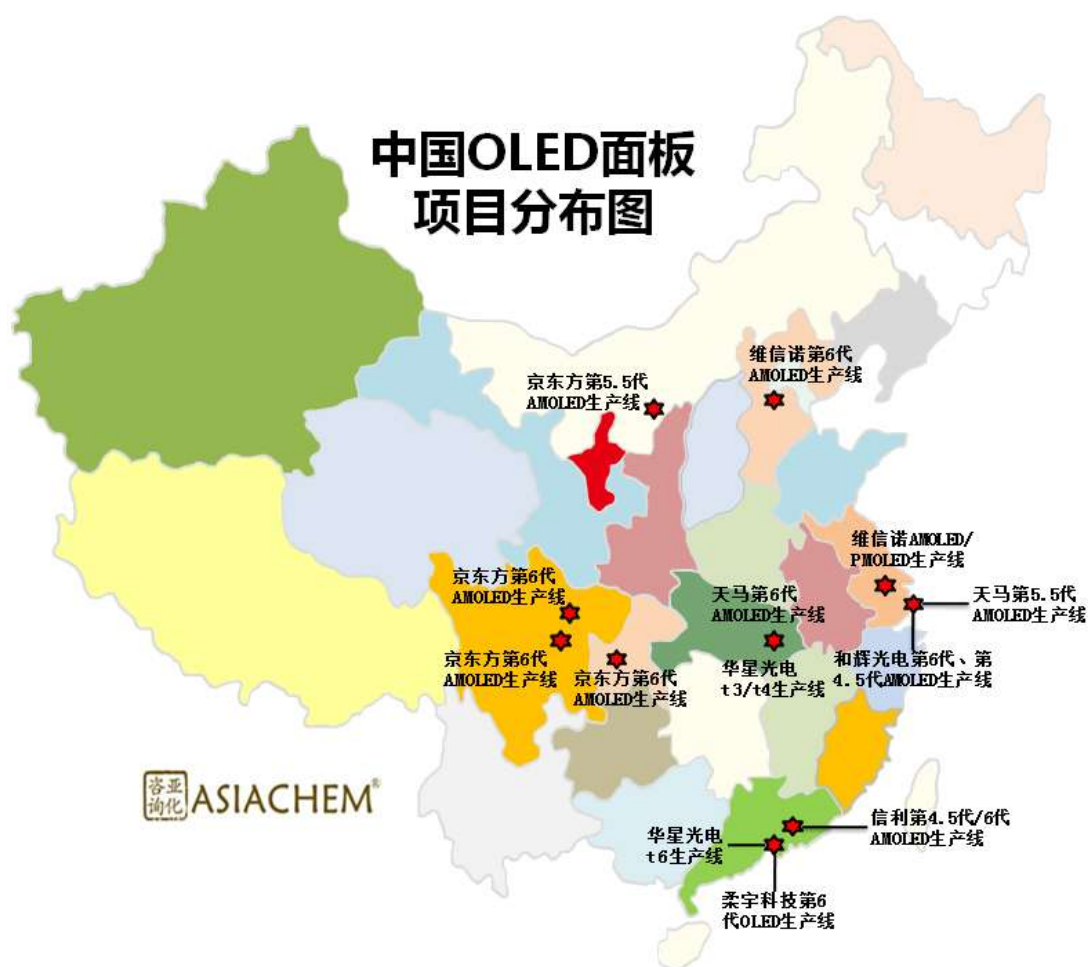 中国OLED面板
项目分布图
维信诺第6代
AMOLED生产线
京东方第5.5代
AMOLED生产线
维信诺AMOLED/
PMOLED生产线
京东方第6代
AMOLED生产线
天马第6代
AMOLED生产线
天马第5.5代
AMOLED生产线
京东方第6代
AMOLED生产线
京东方第6代
AMOLED生产线
华星光电
t3/t4生产线
和辉光电第6代、第
4.5代AMOLED生产线
咨亚
询化
ASIACHEM®
信利第4.5代/6代
AMOLED生产线
华星光电
t6生产线
柔宇科技第6
代OLED生产线